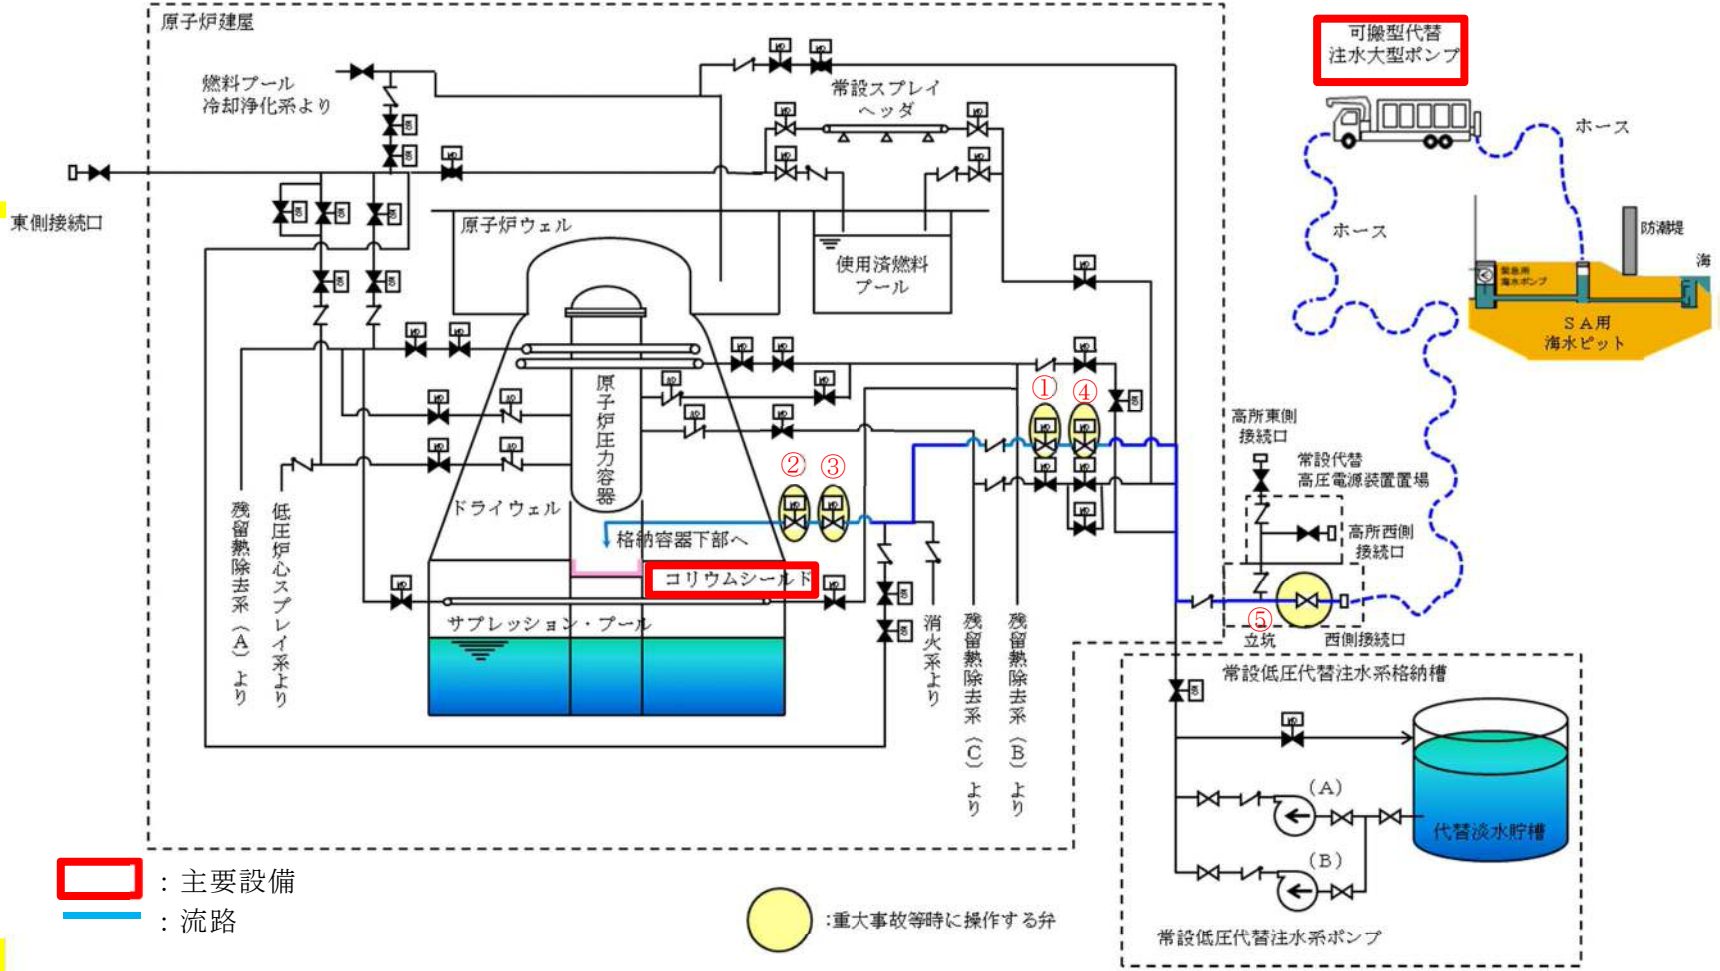 原子炉建屋
燃料プール
冷却浄化系より
東側接続口
常設スプレイ
ヘッダ
可搬型代替
注水大型ポンプ
ホース
ホース
防潮堤
海
緊急用
海水ポンプ
SA用
海水ピット
原子炉ウェル
使用済燃料
プール
原子炉圧力容器
①
④
②
③
高所東側
接続口
常設代替
高圧電源装置置場
高所西側
接続口
ドライウェル
格納容器下部へ
コリウムシールド
サプレッション・プール
残留熱除去系(A)より
低圧炉心スプレイ系より
消火系より
残留熱除去系(C)より
残留熱除去系(B)より
⑤
立坑
西側接続口
常設低圧代替注水系格納槽
(A)
代替淡水貯槽
(B)
常設低圧代替注水系ポンプ
:主要設備
:流路
:重大事故等時に操作する弁